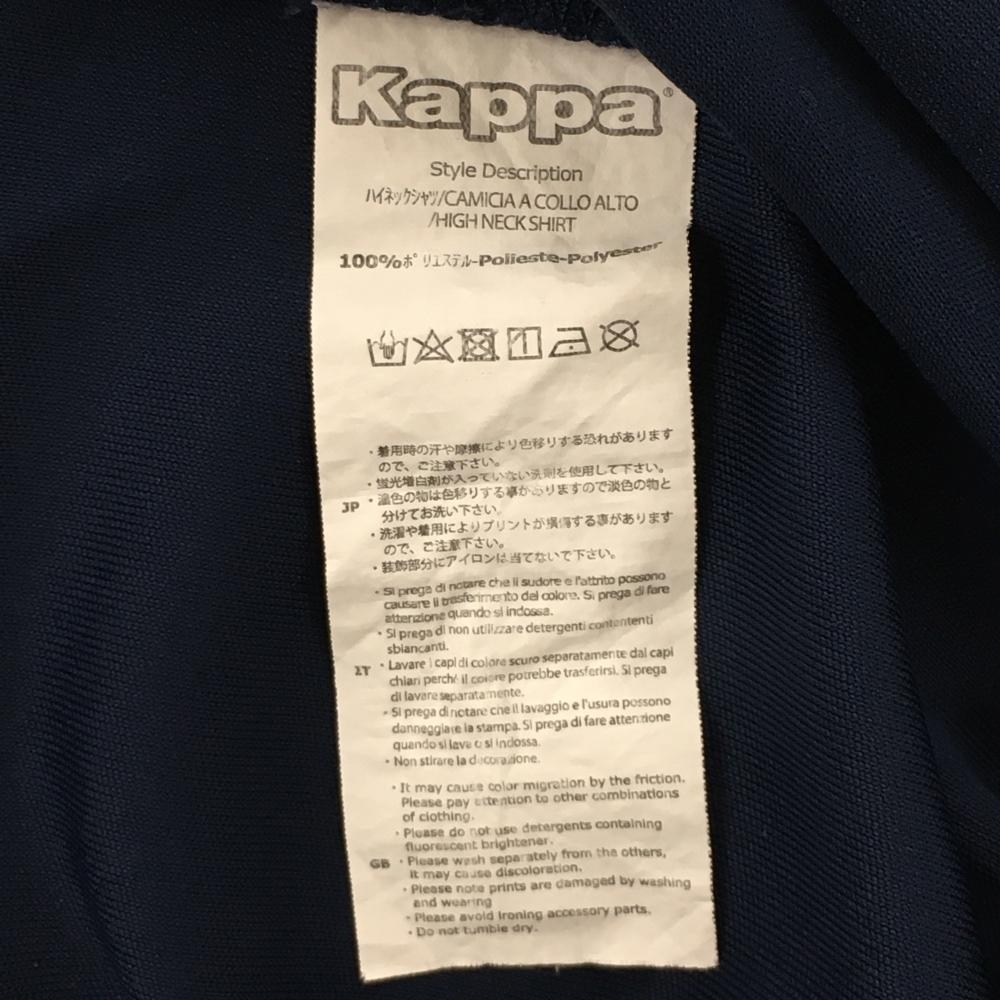 Kappa®
Style Description
ハイネックシャツ/CAMICIA A COLLO ALTO
/HIGH NECK SHIRT
100%ポリエステル-Polieste-Polyester
・着用時の汗や摩擦により色移りする恐れがあります
ので、ご注意下さい。
・蛍光増白剤が入っていない洗剤を使用して下さい。
JP ・濃色の物は色移りする事がありますので淡色の物と
分けてお洗い下さい。
・洗濯や着用によりプリントが損傷する事があります
ので、ご注意下さい。
・装飾部分にアイロンは当てないで下さい。
• Si prega di notare che il sudore e l'attrito possono
causare il trasferimento del colore. Si prega di fare
attenzione quando si indossa.
• Si prega di non utilizzare detergenti contententi
sbiancanti.
IT • Lavare i capi di colore scuro separatamente dai capi
chiari perché il colore potrebbe trasferirsi. Si prega
di lavare separatamente.
• Si prega di notare che il lavaggio e l'usura possono
danneggiare la stampa. Si prega di fare attenzione
quando si lava o si indossa.
• Non stirare la decorazione.
• It may cause color migration by the friction.
Please pay attention to other combinations
of clothing.
• Please do not use detergents containing
fluorescent brightener.
GB • Please wash separately from the others,
it may cause discoloration.
• Please note prints are damaged by washing
and wearing
• Please avoid ironing accessory parts.
• Do not tumble dry.